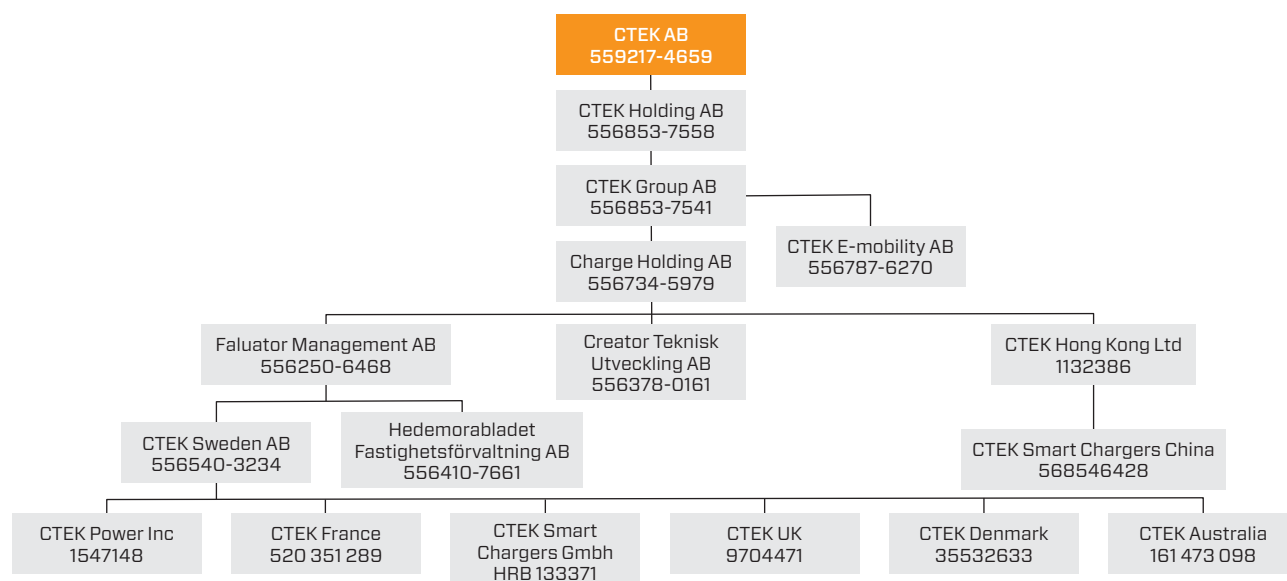 CTEK AB
559217-4659
CTEK Holding AB
556853-7558
CTEK Group AB
556853-7541
CTEK E-mobility AB
556787-6270
Charge Holding AB
556734-5979
Faluator Management AB
556250-6468
Creator Teknisk
Utveckling AB
556378-0161
CTEK Hong Kong Ltd
1132386
CTEK Sweden AB
556540-3234
Hedemorabladet
Fastighetsförvaltning AB
556410-7661
CTEK Smart Chargers China
568546428
CTEK Power Inc
1547148
CTEK France
520 351 289
CTEK Smart
Chargers Gmbh
HRB 133371
CTEK UK
9704471
CTEK Denmark
35532633
CTEK Australia
161 473 098